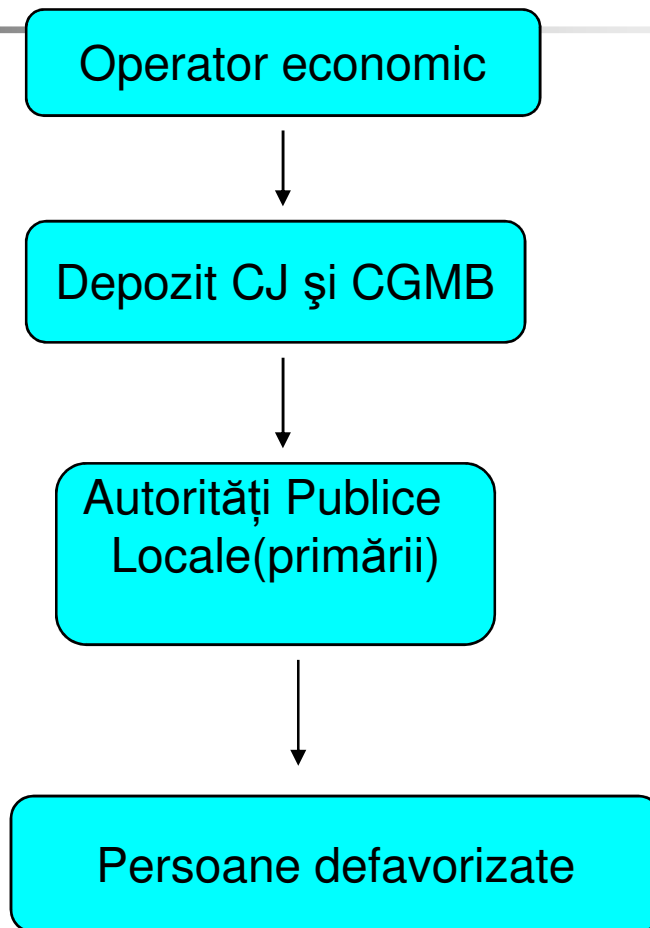 Operator economic
Depozit CJ şi CGMB
Autorități Publice
Locale(primării)
Persoane defavorizate